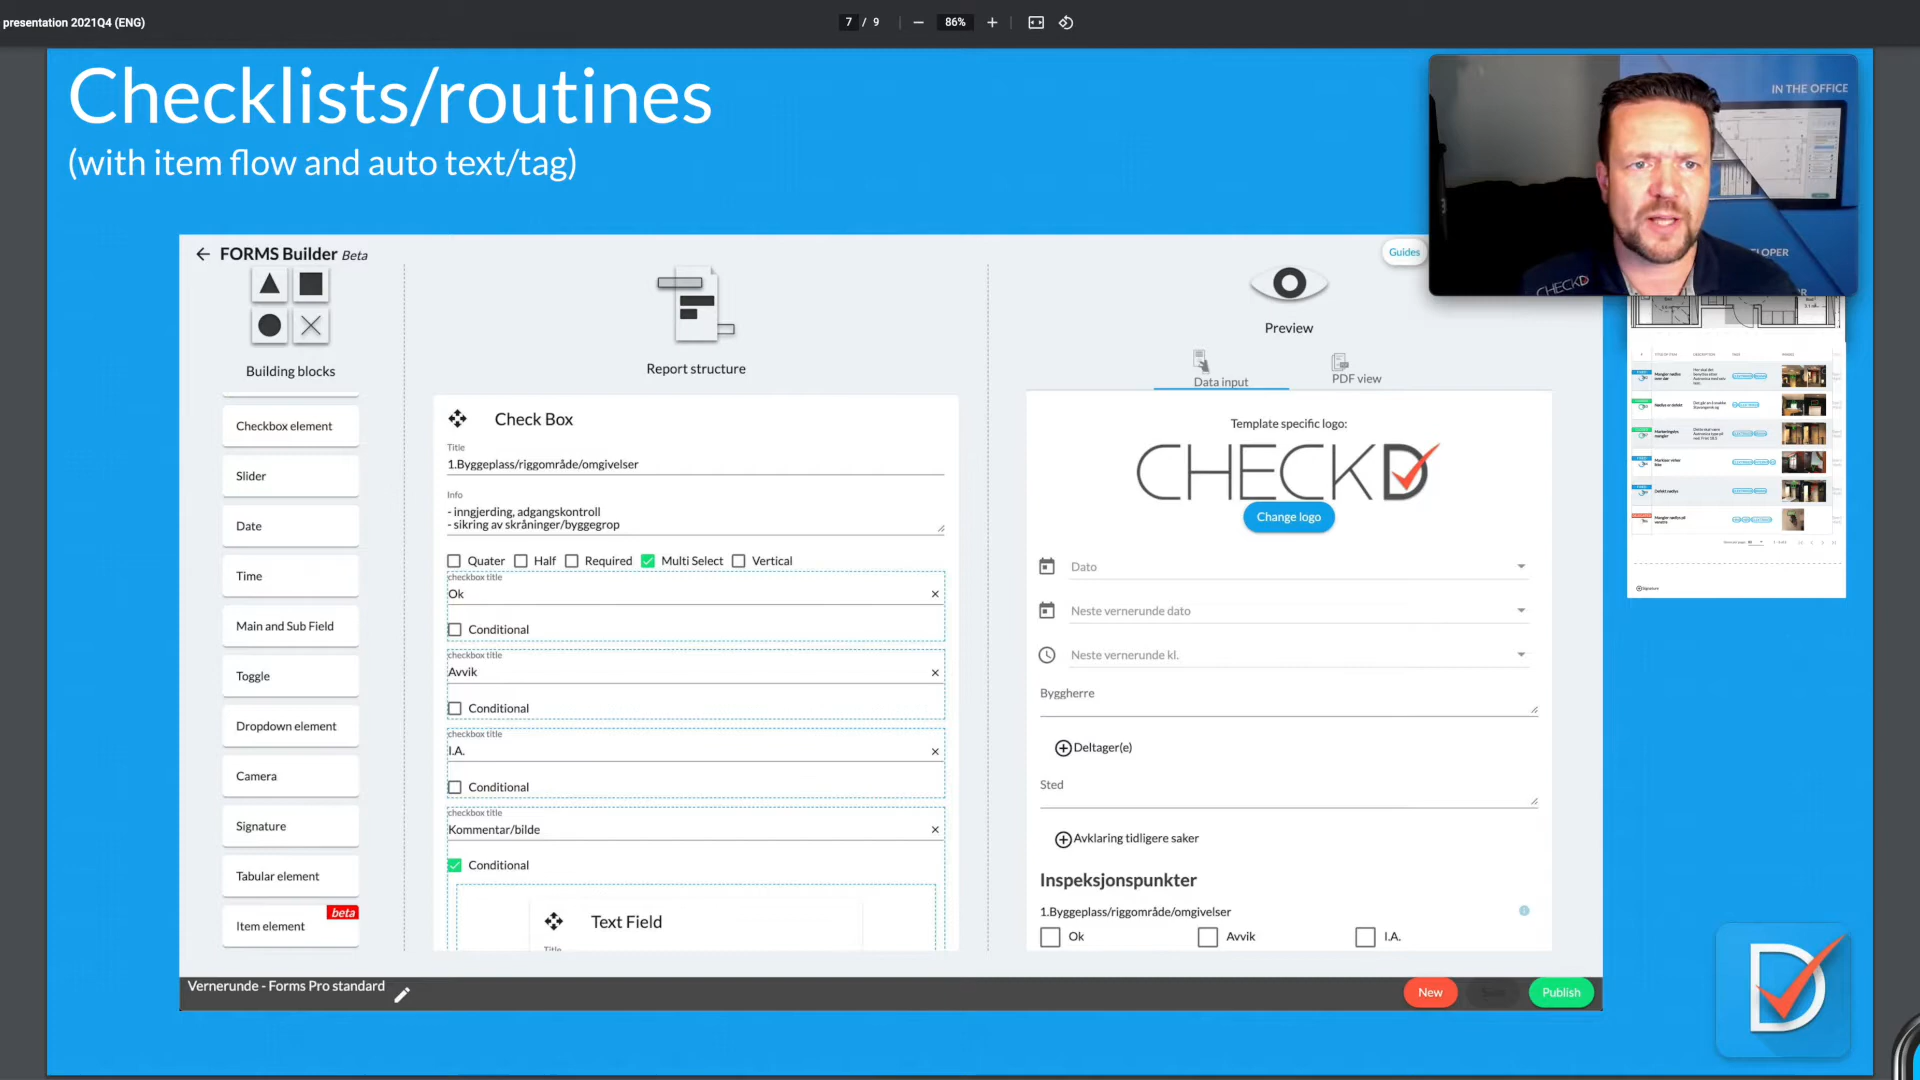 presentation 2021Q4 (ENG)
7 / 9
86%
Checklists/routines
(with item flow and auto text/tag)
IN THE OFFICE
CHECKD
FORMS Builder Beta
Guides
Building blocks
Checkbox element
Slider
Date
Time
Main and Sub Field
Toggle
Dropdown element
Camera
Signature
Tabular element
Item element
beta
Report structure
Check Box
Title
1.Byggeplass/riggområde/omgivelser
Info
- inngjerding, adgangskontroll
- sikring av skråninger/byggegrop
Quater Half Required Multi Select Vertical
checkbox title
Ok
Conditional
checkbox title
Avvik
Conditional
checkbox title
I.A.
Conditional
checkbox title
Kommentar/bilde
Conditional
Text Field
Title
Preview
Data input
PDF view
Template specific logo:
CHECKD
Change logo
Dato
Neste vernerunde dato
Neste vernerunde kl.
Byggherre
Deltager(e)
Sted
Avklaring tidligere saker
Inspeksjonspunkter
1.Byggeplass/riggområde/omgivelser
Ok Avvik I.A.
Vernerunde - Forms Pro standard
New
Publish
D